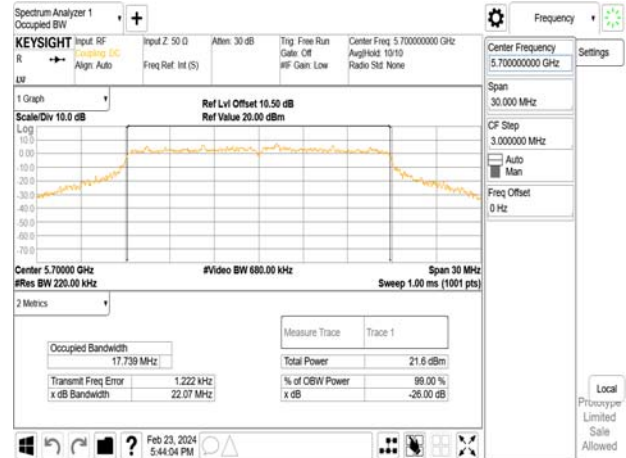 Spectrum Analyzer 1
Occupied BW
+
Frequency
KEYSIGHT
Input: RF
Coupling: DC
Align: Auto
Input Z: 50 Ω
Freq Ref: Int (S)
Atten: 30 dB
Trig: Free Run
Gate: Off
#IF Gain: Low
Center Freq: 5.700000000 GHz
Avg|Hold: 10/10
Radio Std: None
R
LXI
Center Frequency
5.700000000 GHz
Settings
Span
30.000 MHz
CF Step
3.000000 MHz
Auto
Man
Freq Offset
0 Hz
1 Graph
Scale/Div 10.0 dB
Ref Lvl Offset 10.50 dB
Ref Value 20.00 dBm
Log
10.0
0.00
-10.0
-20.0
-30.0
-40.0
-50.0
-60.0
-70.0
Center 5.70000 GHz
#Res BW 220.00 kHz
#Video BW 680.00 kHz
Span 30 MHz
Sweep 1.00 ms (1001 pts)
2 Metrics
Measure Trace Trace 1
Occupied Bandwidth
17.739 MHz
Total Power 21.6 dBm
Transmit Freq Error 1.222 kHz
% of OBW Power 99.00 %
x dB Bandwidth 22.07 MHz
x dB -26.00 dB
Local
Prototype
Limited
Sale
Allowed
?
Feb 23, 2024
5:44:04 PM